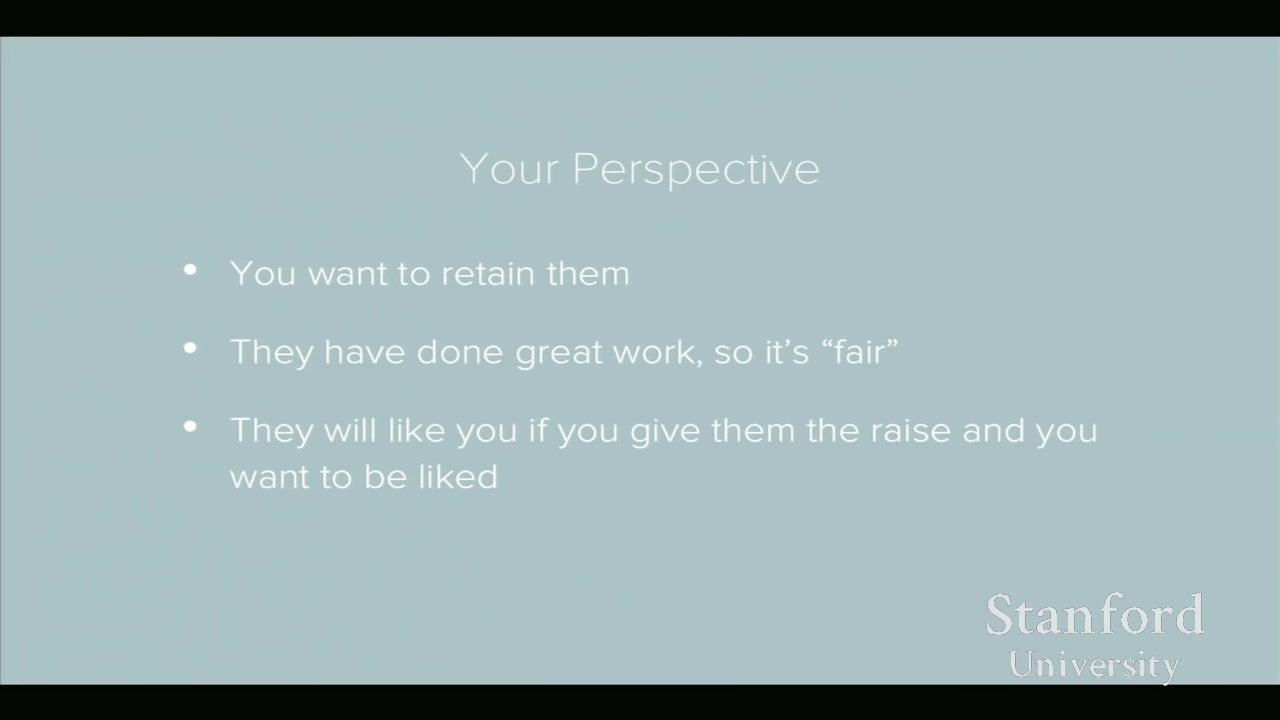 Your Perspective
• You want to retain them
• They have done great work, so it’s “fair”
• They will like you if you give them the raise and you
want to be liked
Stanford
University